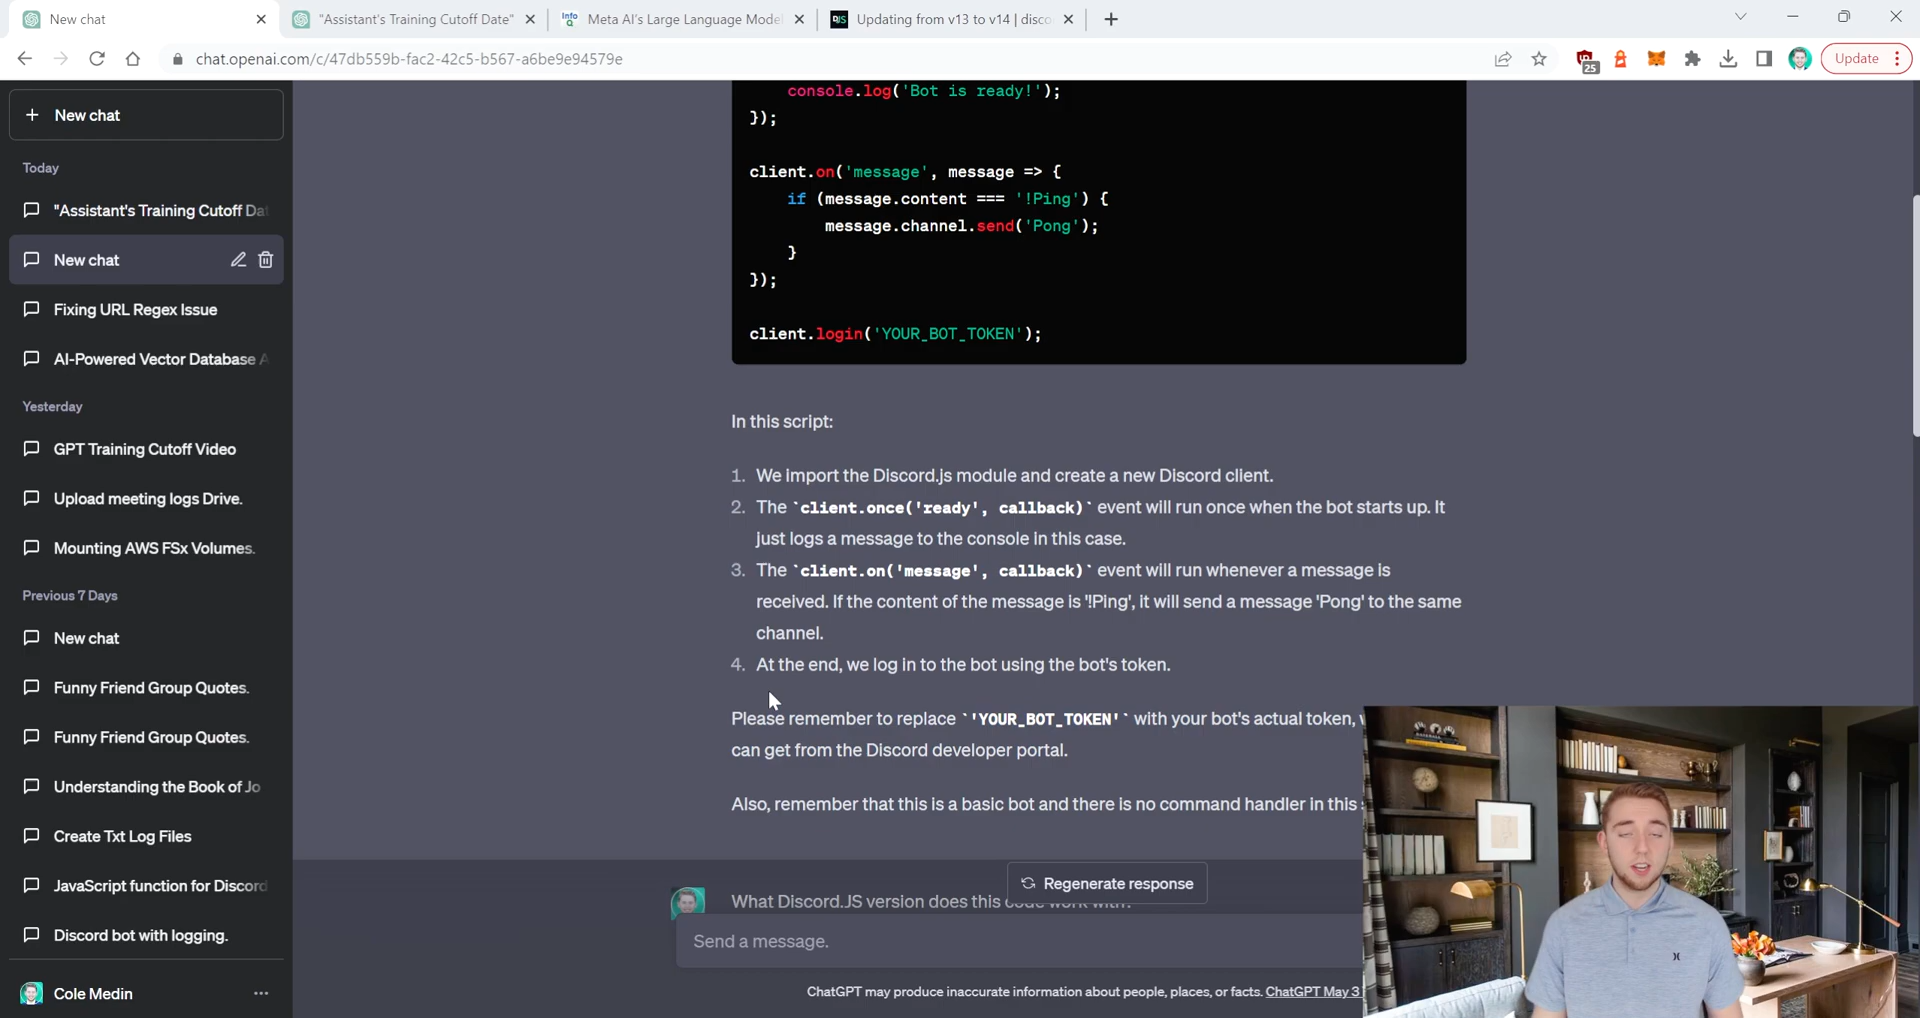 New chat
"Assistant's Training Cutoff Date"
Info
Q
Meta AI's Large Language Model
DJS
Updating from v13 to v14 | disco
chat.openai.com/c/47db559b-fac2-42c5-b567-a6be9e94579e
25
Update
New chat
Today
"Assistant's Training Cutoff Dat
New chat
Fixing URL Regex Issue
AI-Powered Vector Database A
Yesterday
GPT Training Cutoff Video
Upload meeting logs Drive.
Mounting AWS FSx Volumes.
Previous 7 Days
New chat
Funny Friend Group Quotes.
Funny Friend Group Quotes.
Understanding the Book of Jo
Create Txt Log Files
JavaScript function for Discord
Discord bot with logging.
Cole Medin
console.log('Bot is ready!');
});
client.on('message', message => {
if (message.content === '!Ping') {
message.channel.send('Pong');
}
});
client.login('YOUR_BOT_TOKEN');
In this script:
1. We import the Discord.js module and create a new Discord client.
2. The `client.once('ready', callback)` event will run once when the bot starts up. It
just logs a message to the console in this case.
3. The `client.on('message', callback)` event will run whenever a message is
received. If the content of the message is '!Ping', it will send a message 'Pong' to the same
channel.
4. At the end, we log in to the bot using the bot's token.
Please remember to replace `'YOUR_BOT_TOKEN'` with your bot's actual token,
can get from the Discord developer portal.
Also, remember that this is a basic bot and there is no command handler in this
What Discord.JS version does this code work with?
Regenerate response
Send a message.
ChatGPT may produce inaccurate information about people, places, or facts. ChatGPT May 3